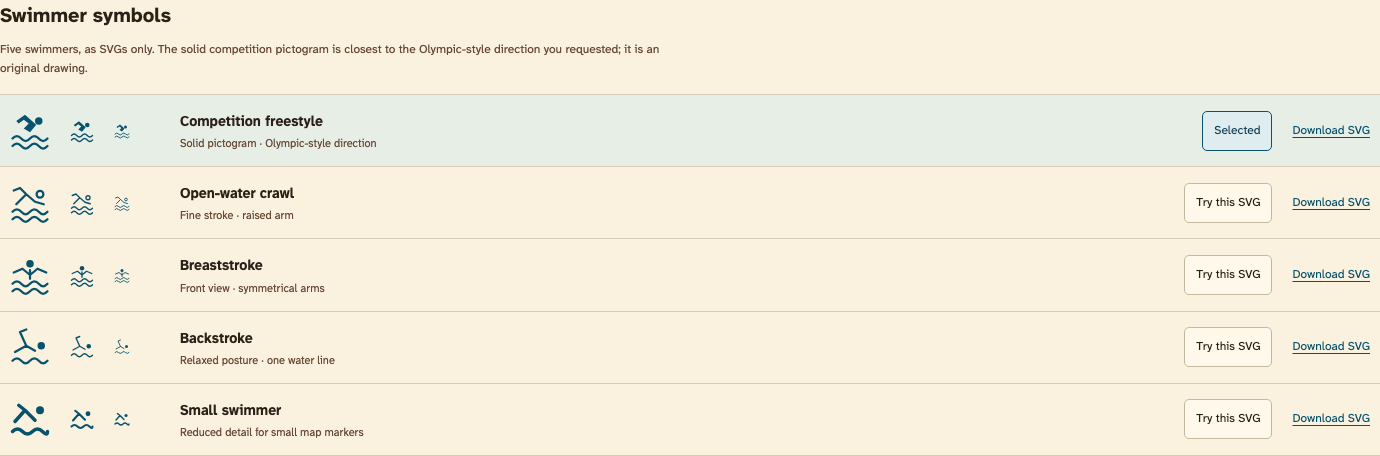 Swimmer symbols
Five swimmers, as SVGs only. The solid competition pictogram is closest to the Olympic-style direction you requested; it is an
original drawing.
Competition freestyle
Solid pictogram · Olympic-style direction
Selected
Download SVG
Open-water crawl
Fine stroke · raised arm
Try this SVG
Download SVG
Breaststroke
Front view · symmetrical arms
Try this SVG
Download SVG
Backstroke
Relaxed posture · one water line
Try this SVG
Download SVG
Small swimmer
Reduced detail for small map markers
Try this SVG
Download SVG